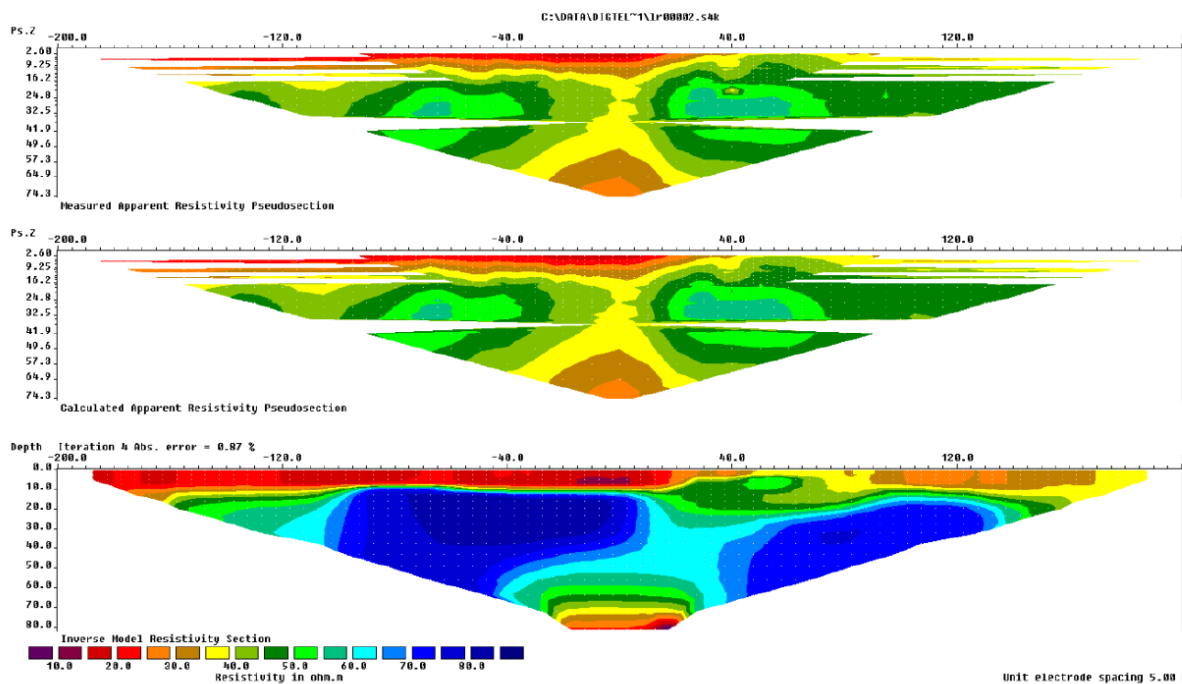 C:\DATA\DIGTEL~1\lr00002.s4k
Ps.Z -200.0 -120.0 -40.0 40.0 120.0
2.60
9.25
16.2
24.8
32.5
41.9
49.6
57.3
64.9
74.3
Measured Apparent Resistivity Pseudosection
Ps.Z -200.0 -120.0 -40.0 40.0 120.0
2.60
9.25
16.2
24.8
32.5
41.9
49.6
57.3
64.9
74.3
Calculated Apparent Resistivity Pseudosection
Depth Iteration 4 Abs. error = 0.87 %
-200.0 -120.0 -40.0 40.0 120.0
0.0
10.0
20.0
30.0
40.0
50.0
60.0
70.0
80.0
Inverse Model Resistivity Section
10.0 20.0 30.0 40.0 50.0 60.0 70.0 80.0
Resistivity in ohm.m
Unit electrode spacing 5.00